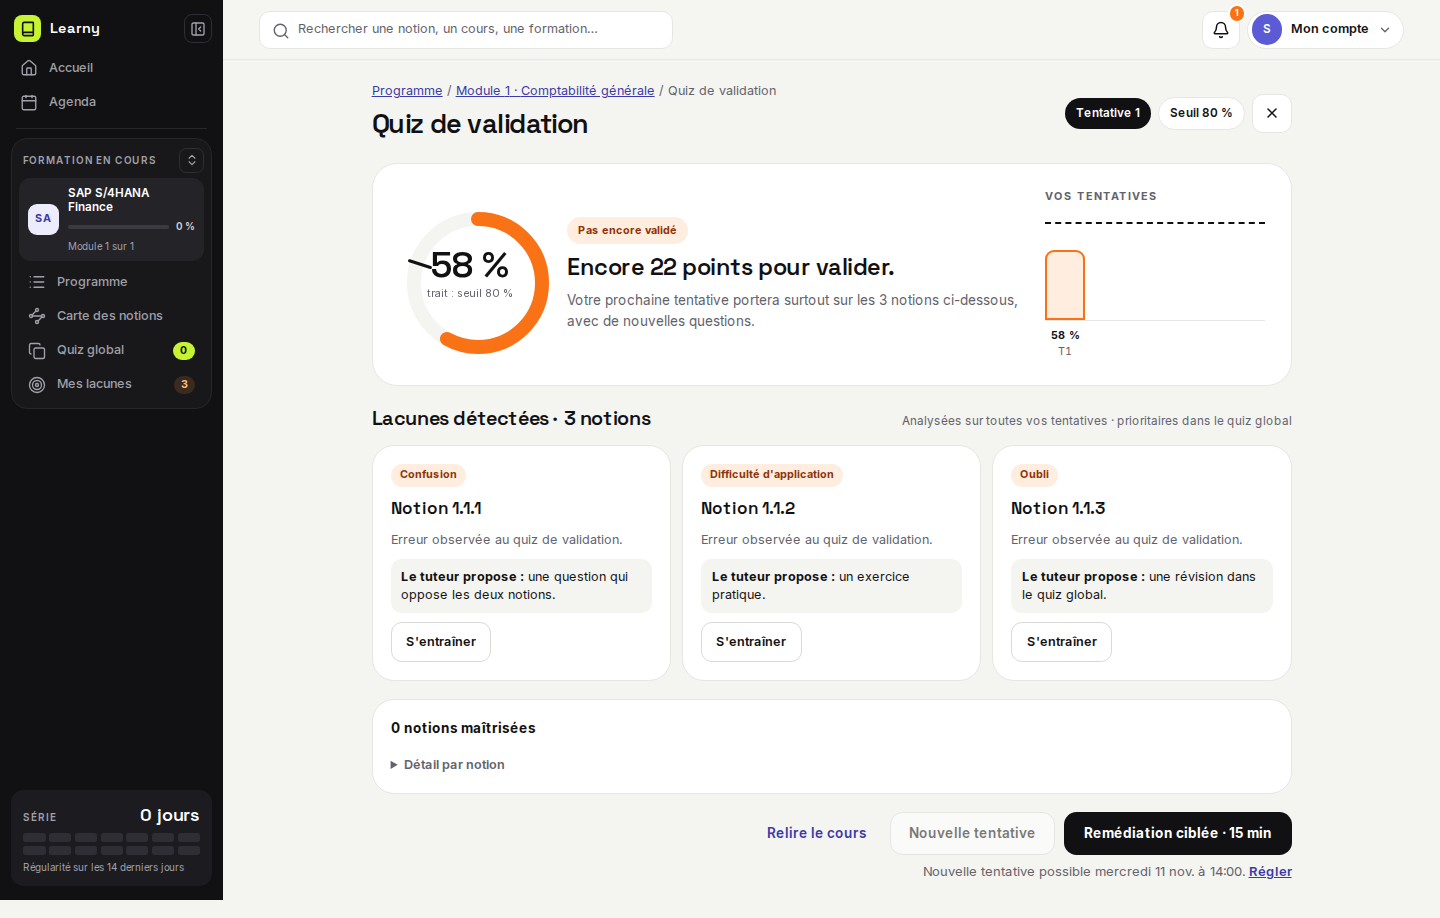 Learny
Accueil
Agenda
FORMATION EN COURS
SA
SAP S/4HANA
Finance
0 %
Module 1 sur 1
Programme
Carte des notions
Quiz global
0
Mes lacunes
3
SÉRIE
0 jours
Régularité sur les 14 derniers jours
Rechercher une notion, un cours, une formation...
1
S
Mon compte
Programme / Module 1 · Comptabilité générale / Quiz de validation
Quiz de validation
Tentative 1
Seuil 80 %
58 %
trait : seuil 80 %
Pas encore validé
Encore 22 points pour valider.
Votre prochaine tentative portera surtout sur les 3 notions ci-dessous,
avec de nouvelles questions.
VOS TENTATIVES
58 %
T1
Lacunes détectées · 3 notions
Analysées sur toutes vos tentatives · prioritaires dans le quiz global
Confusion
Notion 1.1.1
Erreur observée au quiz de validation.
Le tuteur propose : une question qui
oppose les deux notions.
S'entraîner
Difficulté d'application
Notion 1.1.2
Erreur observée au quiz de validation.
Le tuteur propose : un exercice
pratique.
S'entraîner
Oubli
Notion 1.1.3
Erreur observée au quiz de validation.
Le tuteur propose : une révision dans
le quiz global.
S'entraîner
0 notions maîtrisées
Détail par notion
Relire le cours
Nouvelle tentative
Remédiation ciblée · 15 min
Nouvelle tentative possible mercredi 11 nov. à 14:00. Régler